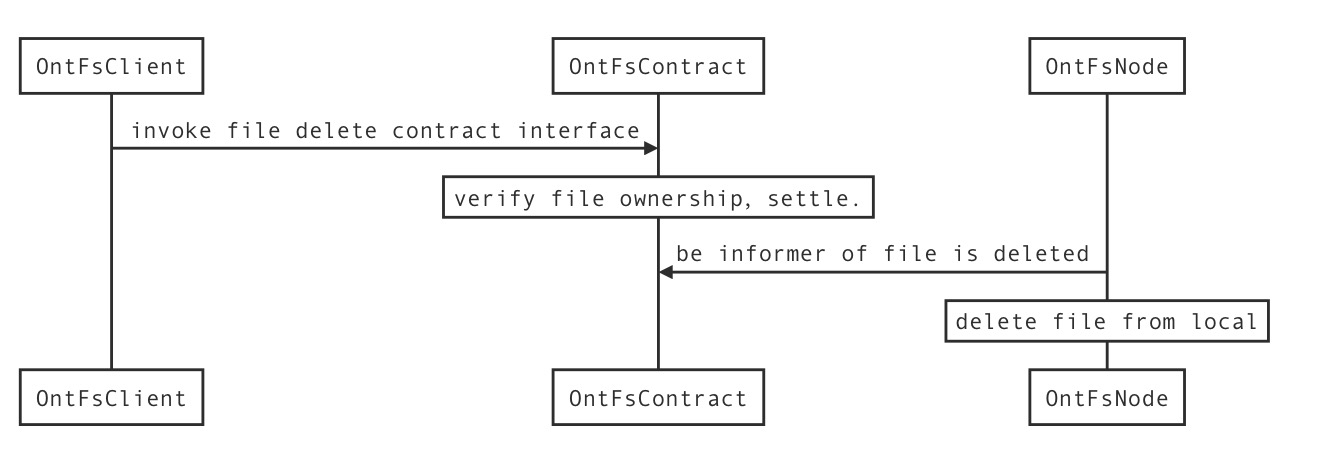 OntFsClient
OntFsContract
OntFsNode
invoke file delete contract interface
verify file ownership, settle.
be informer of file is deleted
delete file from local
OntFsClient
OntFsContract
OntFsNode